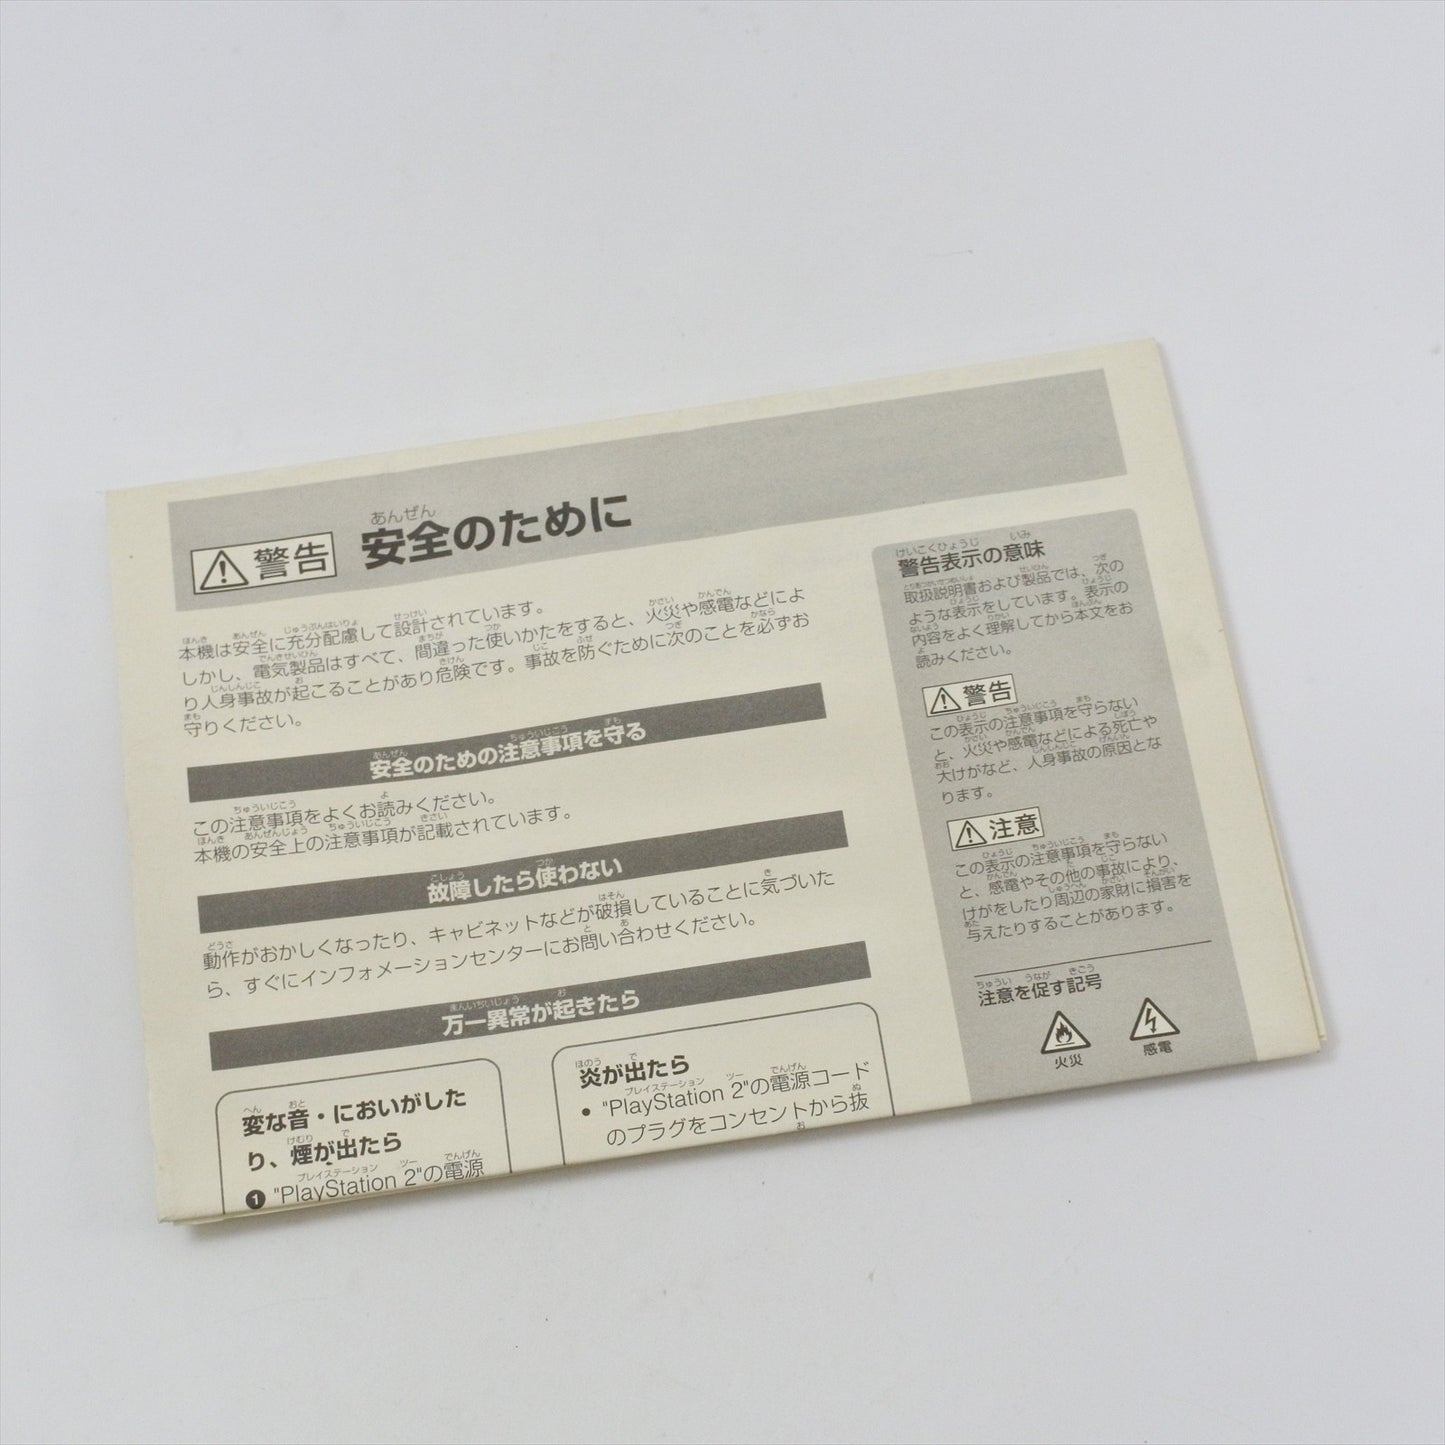 警告 安全のために
本機は安全に充分配慮して設計されています。
しかし、電気製品はすべて、間違った使いかたをすると、火災や感電などによ
り人身事故が起こることがあり危険です。事故を防ぐために次のことを必ずお
守りください。
安全のための注意事項を守る
この注意事項をよくお読みください。
本機の安全上の注意事項が記載されています。
故障したら使わない
動作がおかしくなったり、キャビネットなどが破損していることに気づいた
ら、すぐにインフォメーションセンターにお問い合わせください。
万一異常が起きたら
変な音・においがした
り、煙が出たら
❶ "PlayStation 2"の電源
炎が出たら
• "PlayStation 2"の電源コード
のプラグをコンセントから抜
警告表示の意味
取扱説明書および製品では、次の
ような表示をしています。表示の
内容をよく理解してから本文をお
読みください。
警告
この表示の注意事項を守らない
と、火災や感電などによる死亡や
大けがなど、人身事故の原因とな
ります。
注意
この表示の注意事項を守らない
と、感電やその他の事故により、
けがをしたり周辺の家財に損害を
与えたりすることがあります。
注意を促す記号
火災 感電